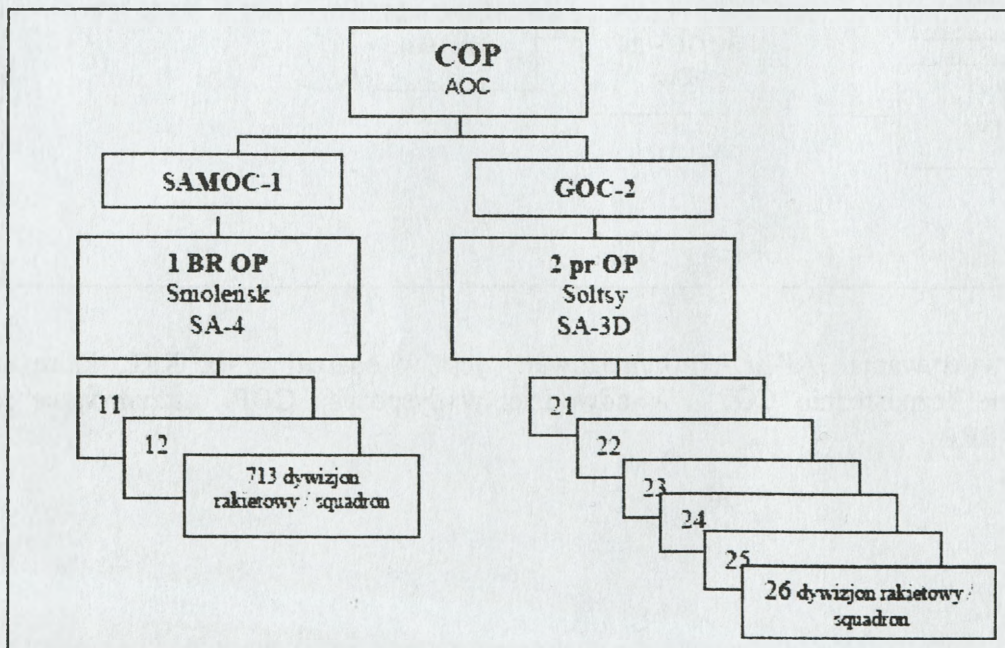 COP
AOC
SAMOC-1
GOC-2
1 BR OP
Smoleńsk
SA-4
2 pr OP
Soltsy
SA-3D
11
12
713 dywizjon
rakietowy / squadron
21
22
23
24
25
26 dywizjon rakietowy /
squadron